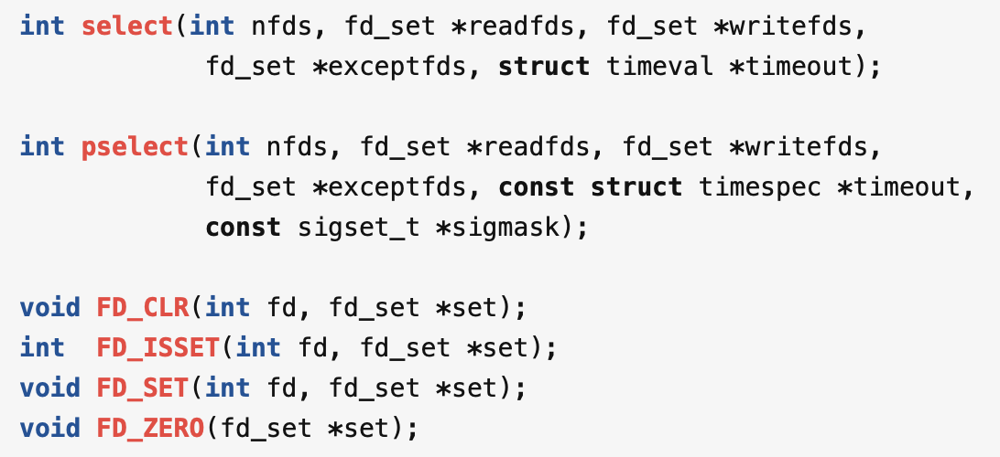 int select(int nfds, fd_set *readfds, fd_set *writefds,
            fd_set *exceptfds, struct timeval *timeout);

int pselect(int nfds, fd_set *readfds, fd_set *writefds,
            fd_set *exceptfds, const struct timespec *timeout,
            const sigset_t *sigmask);

void FD_CLR(int fd, fd_set *set);
int  FD_ISSET(int fd, fd_set *set);
void FD_SET(int fd, fd_set *set);
void FD_ZERO(fd_set *set);